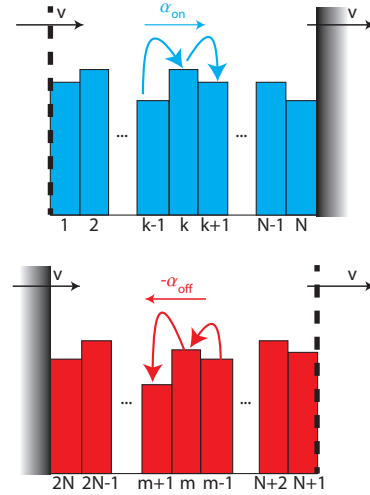 v α_on v
... ...
1 2 k-1 k k+1 N-1 N
v -α_off v
... ...
2N 2N-1 m+1 m m-1 N+2 N+1